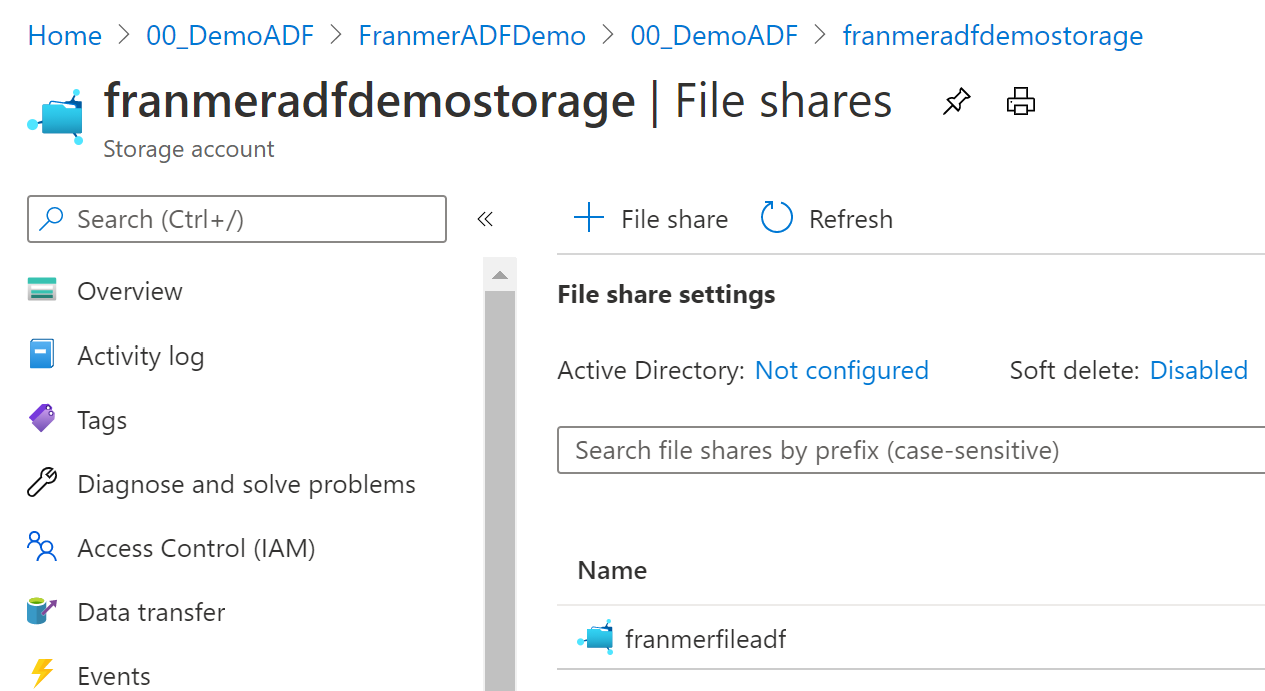 Home > 00_DemoADF > FranmerADFDemo > 00_DemoADF > franmeradfdemostorage
franmeradfdemostorage | File shares
Storage account
Search (Ctrl+/)
«
File share
Refresh
Overview
Activity log
Tags
Diagnose and solve problems
Access Control (IAM)
Data transfer
Events
File share settings
Active Directory: Not configured
Soft delete: Disabled
Search file shares by prefix (case-sensitive)
Name
franmerfileadf